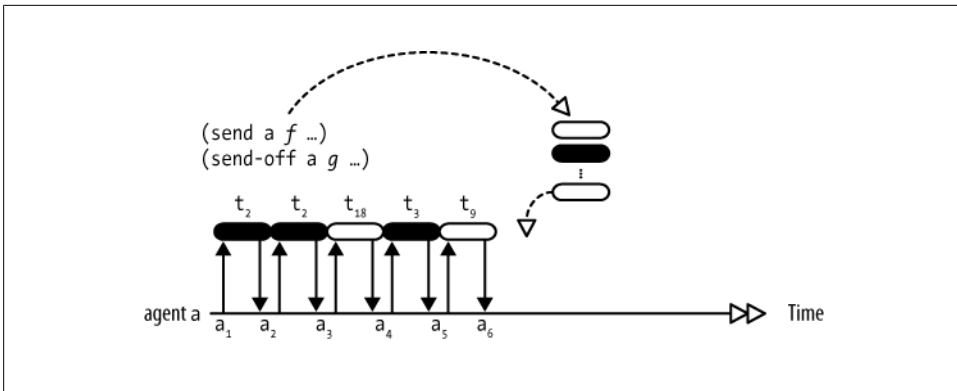 (send a f …)
(send-off a g …)
t₂ t₂ t₁₈ t₃ t₉
agent a
a₁ a₂ a₃ a₄ a₅ a₆
Time